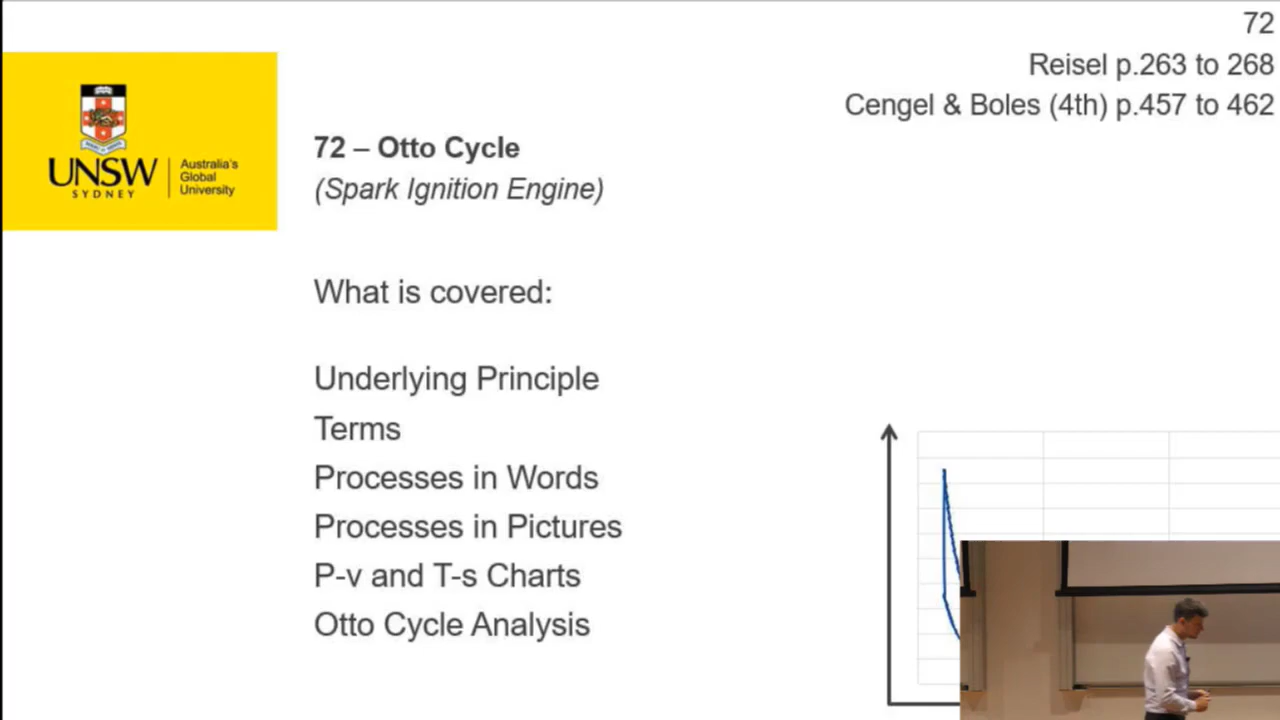 72
Reisel p.263 to 268
Cengel & Boles (4th) p.457 to 462
UNSW
SYDNEY
Australia's
Global
University
72 – Otto Cycle
(Spark Ignition Engine)
What is covered:
Underlying Principle
Terms
Processes in Words
Processes in Pictures
P-v and T-s Charts
Otto Cycle Analysis